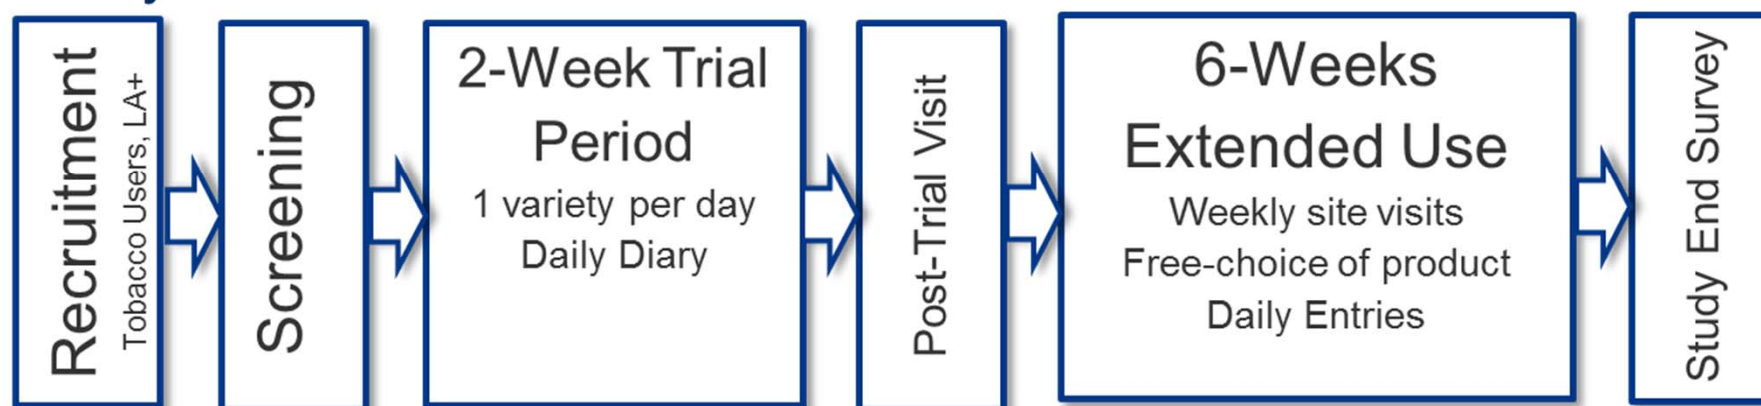 Recruitment
Tobacco Users, LA+
Screening
2-Week Trial
Period
1 variety per day
Daily Diary
Post-Trial Visit
6-Weeks
Extended Use
Weekly site visits
Free-choice of product
Daily Entries
Study End Survey